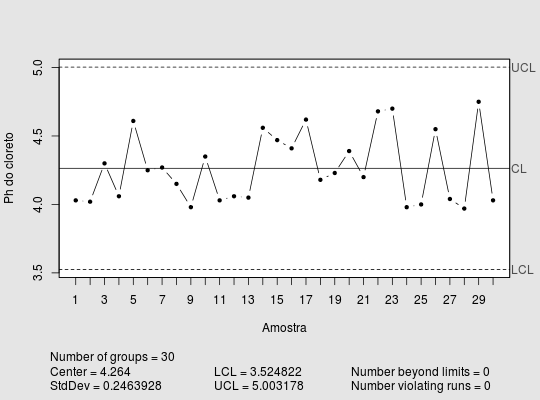 5.0
UCL
4.5
Ph do cloreto
CL
4.0
3.5
LCL
1 3 5 7 9 11 13 15 17 19 21 23 25 27 29
Amostra
Number of groups = 30
Center = 4.264 LCL = 3.524822 Number beyond limits = 0
StdDev = 0.2463928 UCL = 5.003178 Number violating runs = 0